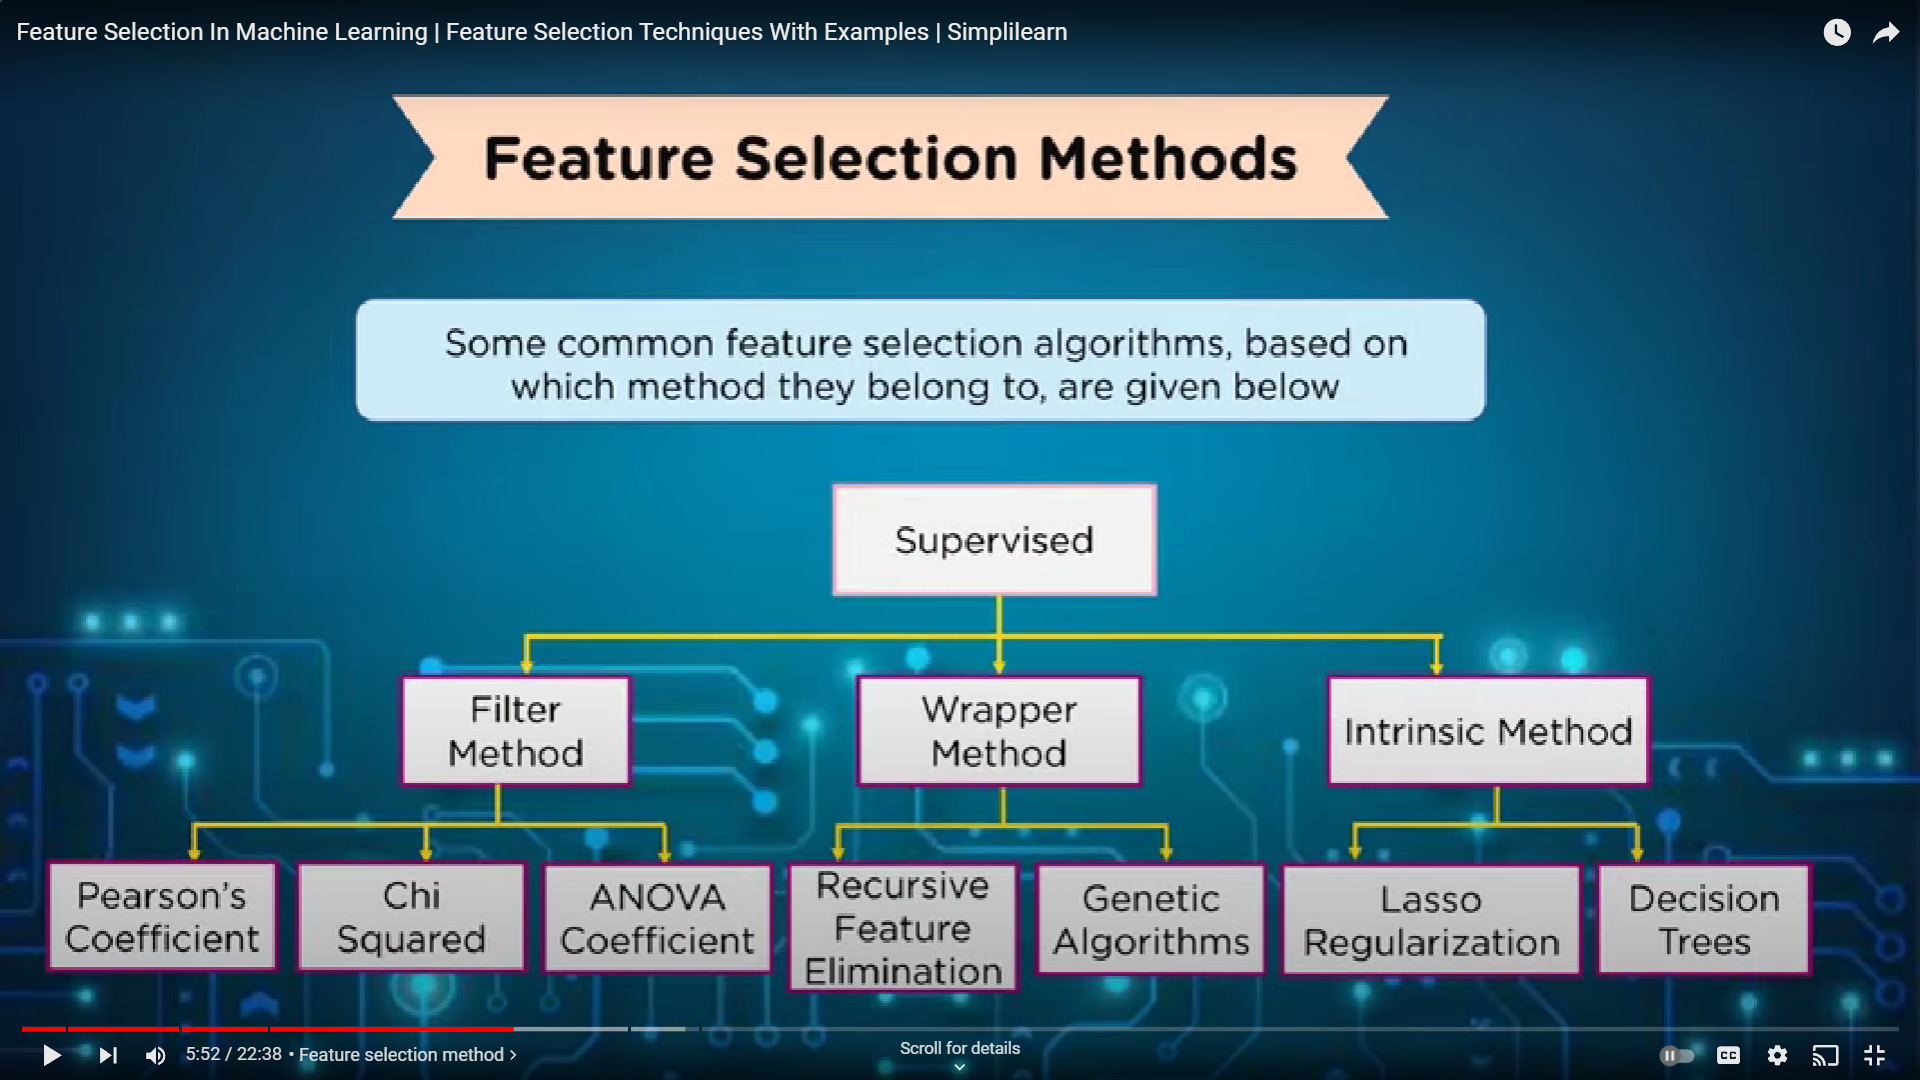 Feature Selection In Machine Learning | Feature Selection Techniques With Examples | Simplilearn
Feature Selection Methods
Some common feature selection algorithms, based on
which method they belong to, are given below
Supervised
Filter
Method
Wrapper
Method
Intrinsic Method
Pearson's
Coefficient
Chi
Squared
ANOVA
Coefficient
Recursive
Feature
Elimination
Genetic
Algorithms
Lasso
Regularization
Decision
Trees
5:52 / 22:38 • Feature selection method ›
Scroll for details
CC